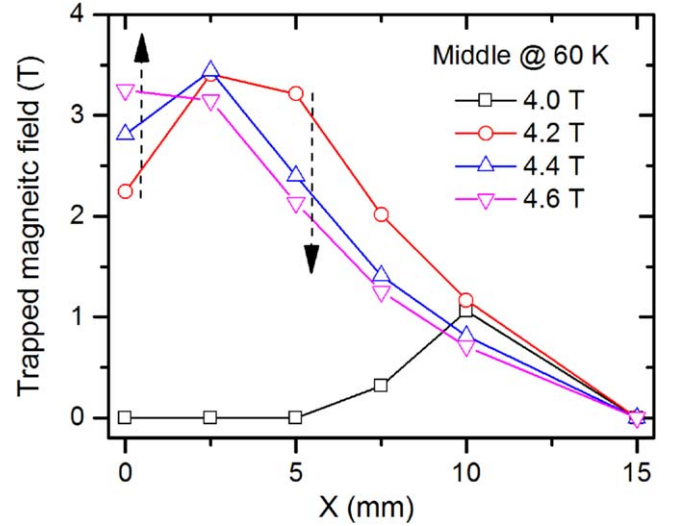 4
3
2
1
0
Trapped magneitc field (T)
Middle @ 60 K
4.0 T
4.2 T
4.4 T
4.6 T
0
5
10
15
X (mm)